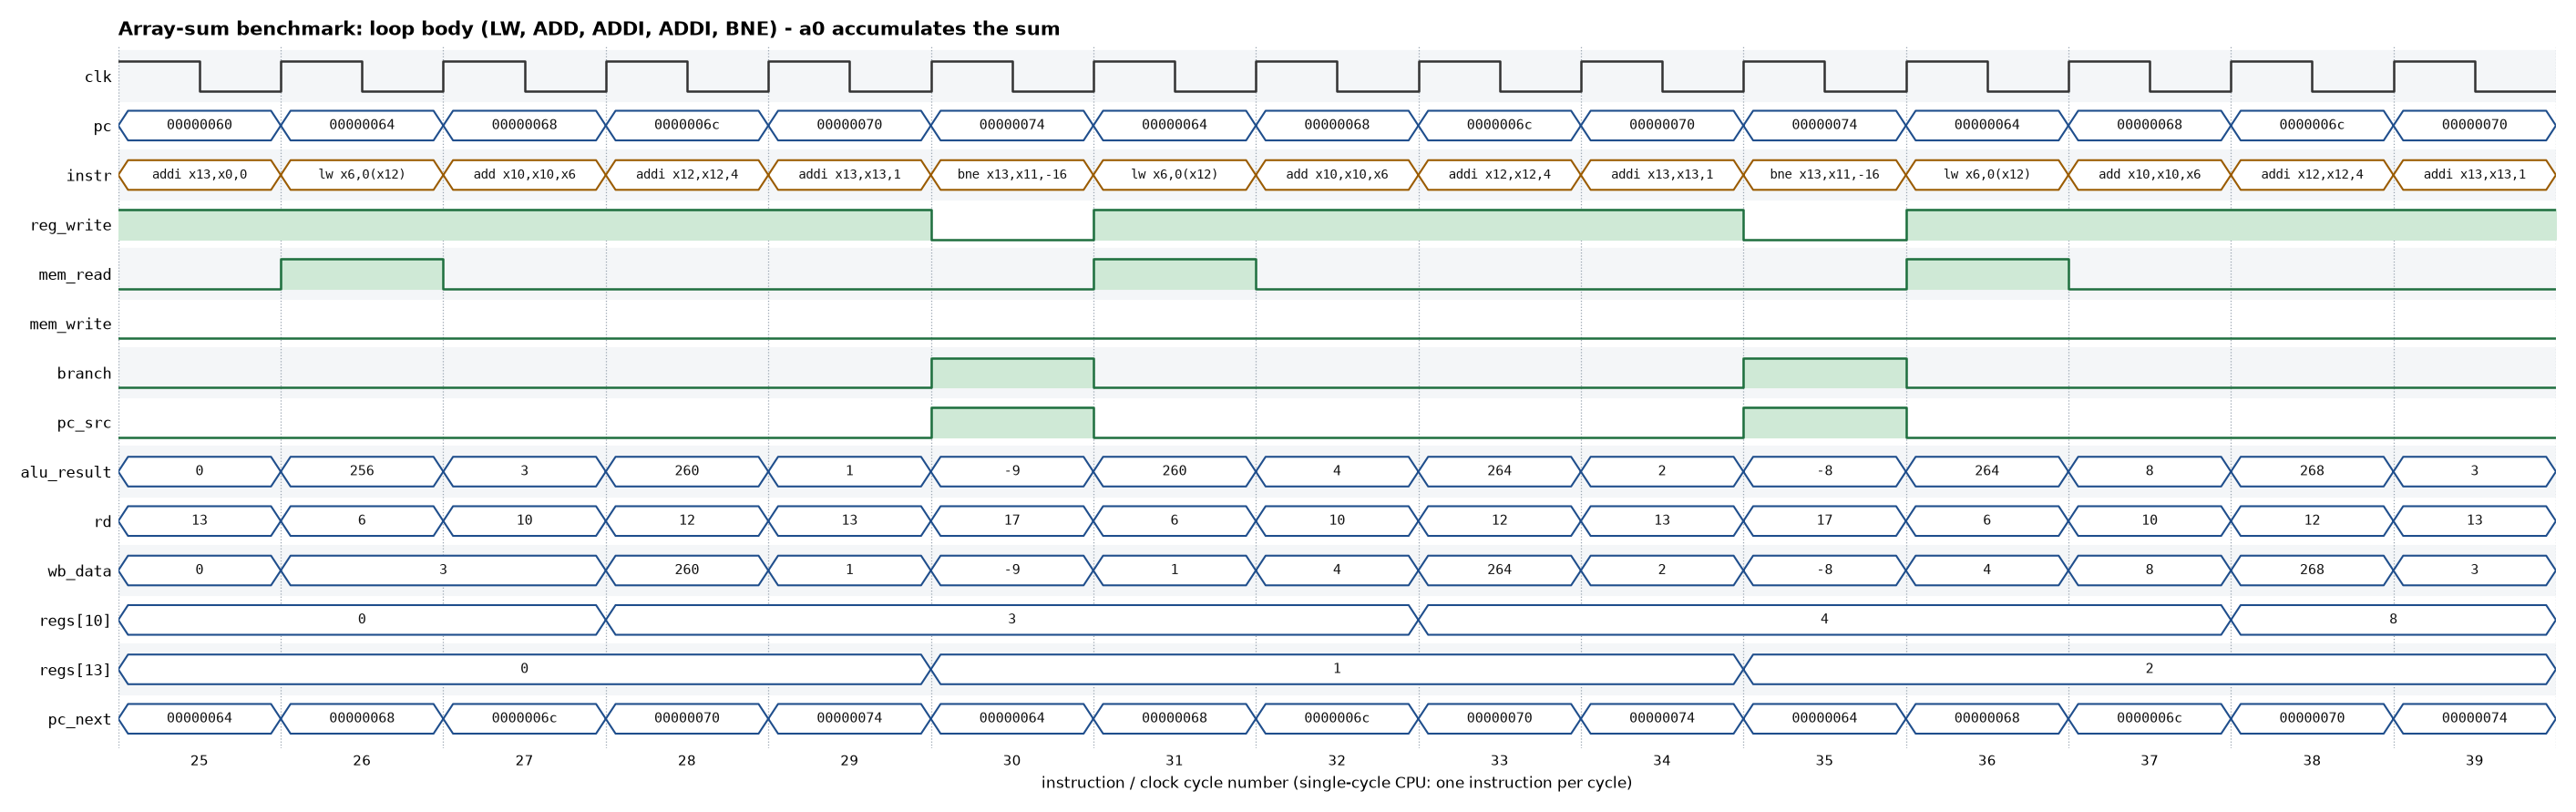 Array-sum benchmark: loop body (LW, ADD, ADDI, ADDI, BNE) - a0 accumulates the sum
clk
pc 00000060 00000064 00000068 0000006c 00000070 00000074 00000064 00000068 0000006c 00000070 00000074 00000064 00000068 0000006c 00000070
instr addi x13,x0,0 lw x6,0(x12) add x10,x10,x6 addi x12,x12,4 addi x13,x13,1 bne x13,x11,-16 lw x6,0(x12) add x10,x10,x6 addi x12,x12,4 addi x13,x13,1 bne x13,x11,-16 lw x6,0(x12) add x10,x10,x6 addi x12,x12,4 addi x13,x13,1
reg_write
mem_read
mem_write
branch
pc_src
alu_result 0 256 3 260 1 -9 260 4 264 2 -8 264 8 268 3
rd 13 6 10 12 13 17 6 10 12 13 17 6 10 12 13
wb_data 0 3 260 1 -9 1 4 264 2 -8 4 8 268 3
regs[10] 0 3 4 8
regs[13] 0 1 2
pc_next 00000064 00000068 0000006c 00000070 00000074 00000064 00000068 0000006c 00000070 00000074 00000064 00000068 0000006c 00000070 00000074
25 26 27 28 29 30 31 32 33 34 35 36 37 38 39
instruction / clock cycle number (single-cycle CPU: one instruction per cycle)